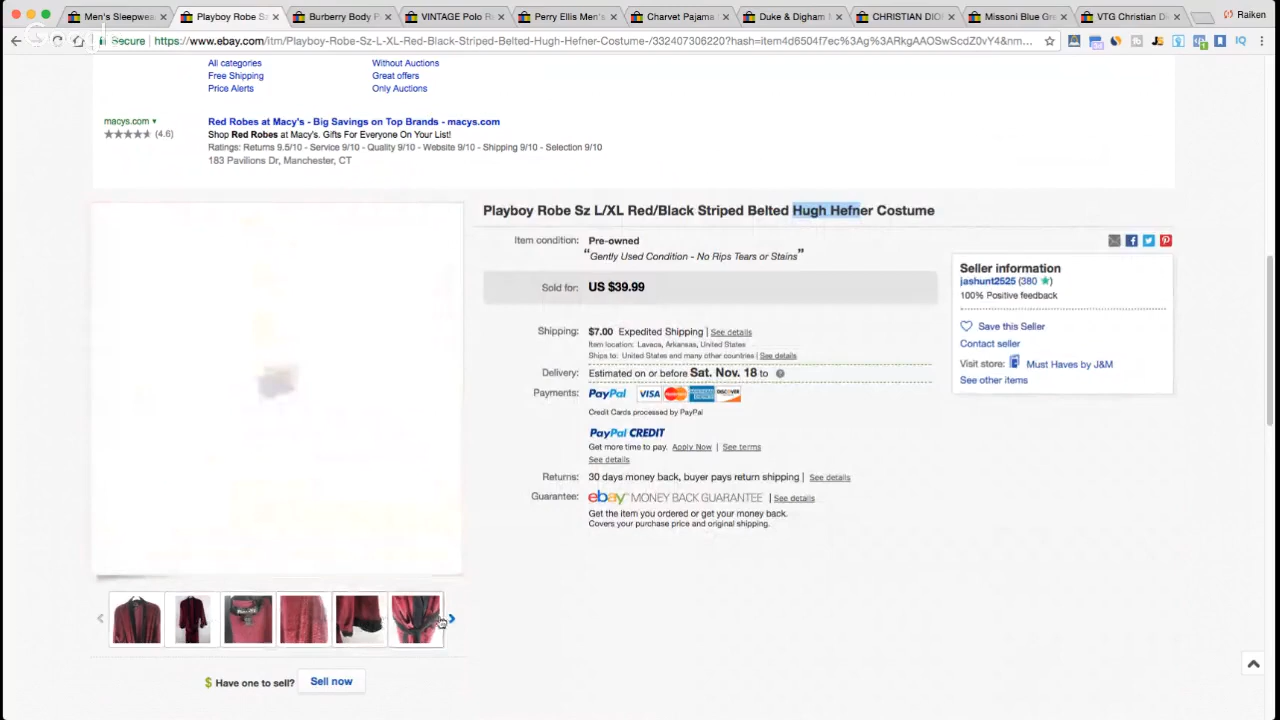 Men's Sleepwea
Playboy Robe S
Burberry Body P
VINTAGE Polo R
Perry Ellis Men's
Charvet Pajama
Duke & Digham
CHRISTIAN DIO
Missoni Blue Gre
VTG Christian D
Raiken
Secure https://www.ebay.com/itm/Playboy-Robe-Sz-L-XL-Red-Black-Striped-Belted-Hugh-Hefner-Costume-/332407306220?hash=item4d6504f7ec%3Ag%3ARkgAAOSwScdZ0vY4&nm...
All categories
Without Auctions
Free Shipping
Great offers
Price Alerts
Only Auctions
macys.com
(4.6)
Red Robes at Macy's - Big Savings on Top Brands - macys.com
Shop Red Robes at Macy's. Gifts For Everyone On Your List!
Ratings: Returns 9.5/10 - Service 9/10 - Quality 9/10 - Website 9/10 - Shipping 9/10 - Selection 9/10
183 Pavilions Dr, Manchester, CT
Playboy Robe Sz L/XL Red/Black Striped Belted Hugh Hefner Costume
Item condition: Pre-owned
"Gently Used Condition - No Rips Tears or Stains"
Sold for: US $39.99
Shipping: $7.00 Expedited Shipping | See details
Item location: Lavaca, Arkansas, United States
Ships to: United States and many other countries | See details
Delivery: Estimated on or before Sat. Nov. 18 to
Payments: PayPal VISA MasterCard DISCOVER
Credit Cards processed by PayPal
PayPal CREDIT
Get more time to pay. Apply Now | See terms
See details
Returns: 30 days money back, buyer pays return shipping | See details
Guarantee: ebay MONEY BACK GUARANTEE | See details
Get the item you ordered or get your money back.
Covers your purchase price and original shipping.
Seller information
jashunt2525 (380)
100% Positive feedback
Save this Seller
Contact seller
Visit store: Must Haves by J&M
See other items
$ Have one to sell? Sell now